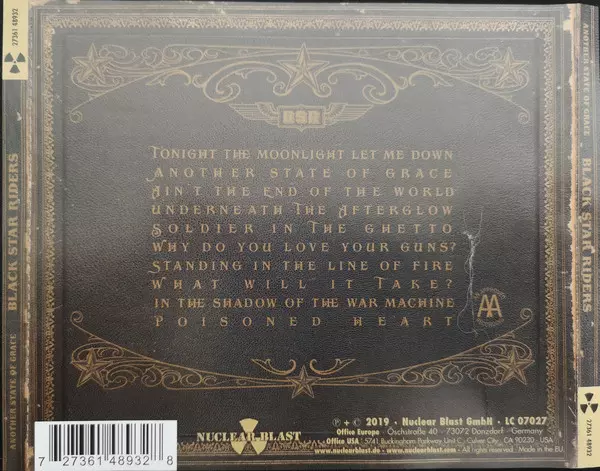 27361 48932
ANOTHER STATE OF GRACE
BLACK STAR RIDERS
BSR
TONIGHT THE MOONLIGHT LET ME DOWN
ANOTHER STATE OF GRACE
AIN'T THE END OF THE WORLD
UNDERNEATH THE AFTERGLOW
SOLDIER IN THE GHETTO
WHY DO YOU LOVE YOUR GUNS?
STANDING IN THE LINE OF FIRE
WHAT WILL IT TAKE?
IN THE SHADOW OF THE WAR MACHINE
POISONED HEART
NUCLEAR BLAST
℗ + © 2019 · Nuclear Blast GmbH · LC 07027
Office Europe · Öschstraße 40 · 73072 Donzdorf · Germany
Office USA · 5741 Buckingham Parkway Unit C · Culver City · CA 90230 · USA
www.nuclearblast.com · All rights reserved · Made in the EU
7 27361 48932 8
27361 48932
ANOTHER STATE OF GRACE
BLACK STAR RIDERS